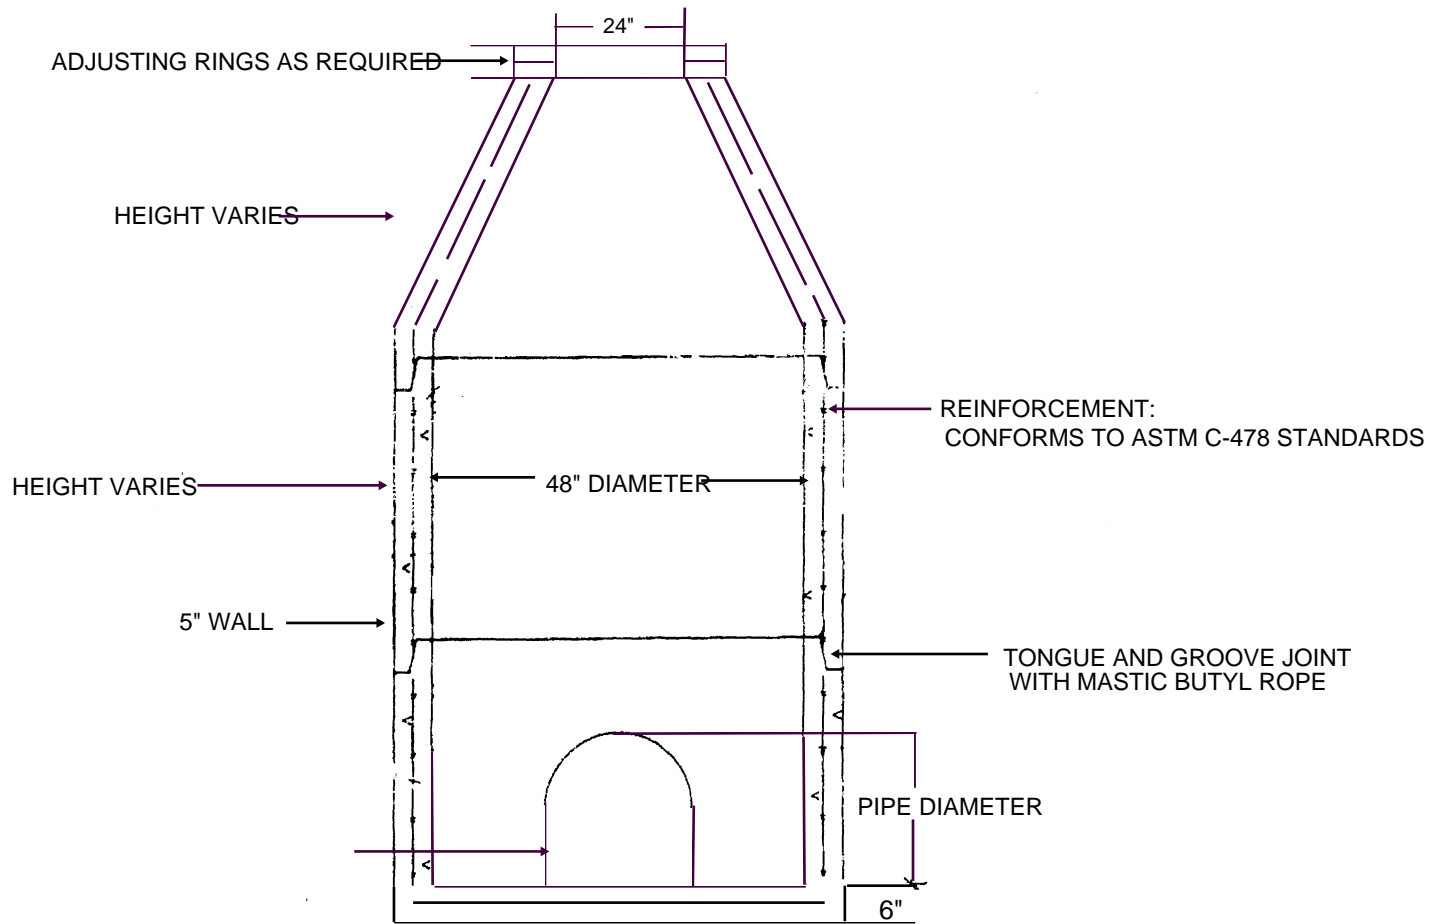 24"
ADJUSTING RINGS AS REQUIRED
HEIGHT VARIES
REINFORCEMENT:
CONFORMS TO ASTM C-478 STANDARDS
HEIGHT VARIES
48" DIAMETER
5" WALL
TONGUE AND GROOVE JOINT
WITH MASTIC BUTYL ROPE
PIPE DIAMETER
6"